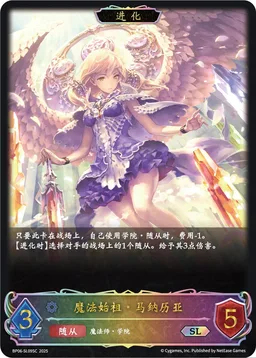 进化
只要此卡在战场上，自己使用学院·随从时，费用-1。
【进化时】选择对手的战场上的1个随从。给予其3点伤害。
魔法始祖·玛纳历亚
3
5
随从
魔法师·学院
SL
BP06-SL09SC 2025
© Cygames, Inc. Published by NetEase Games